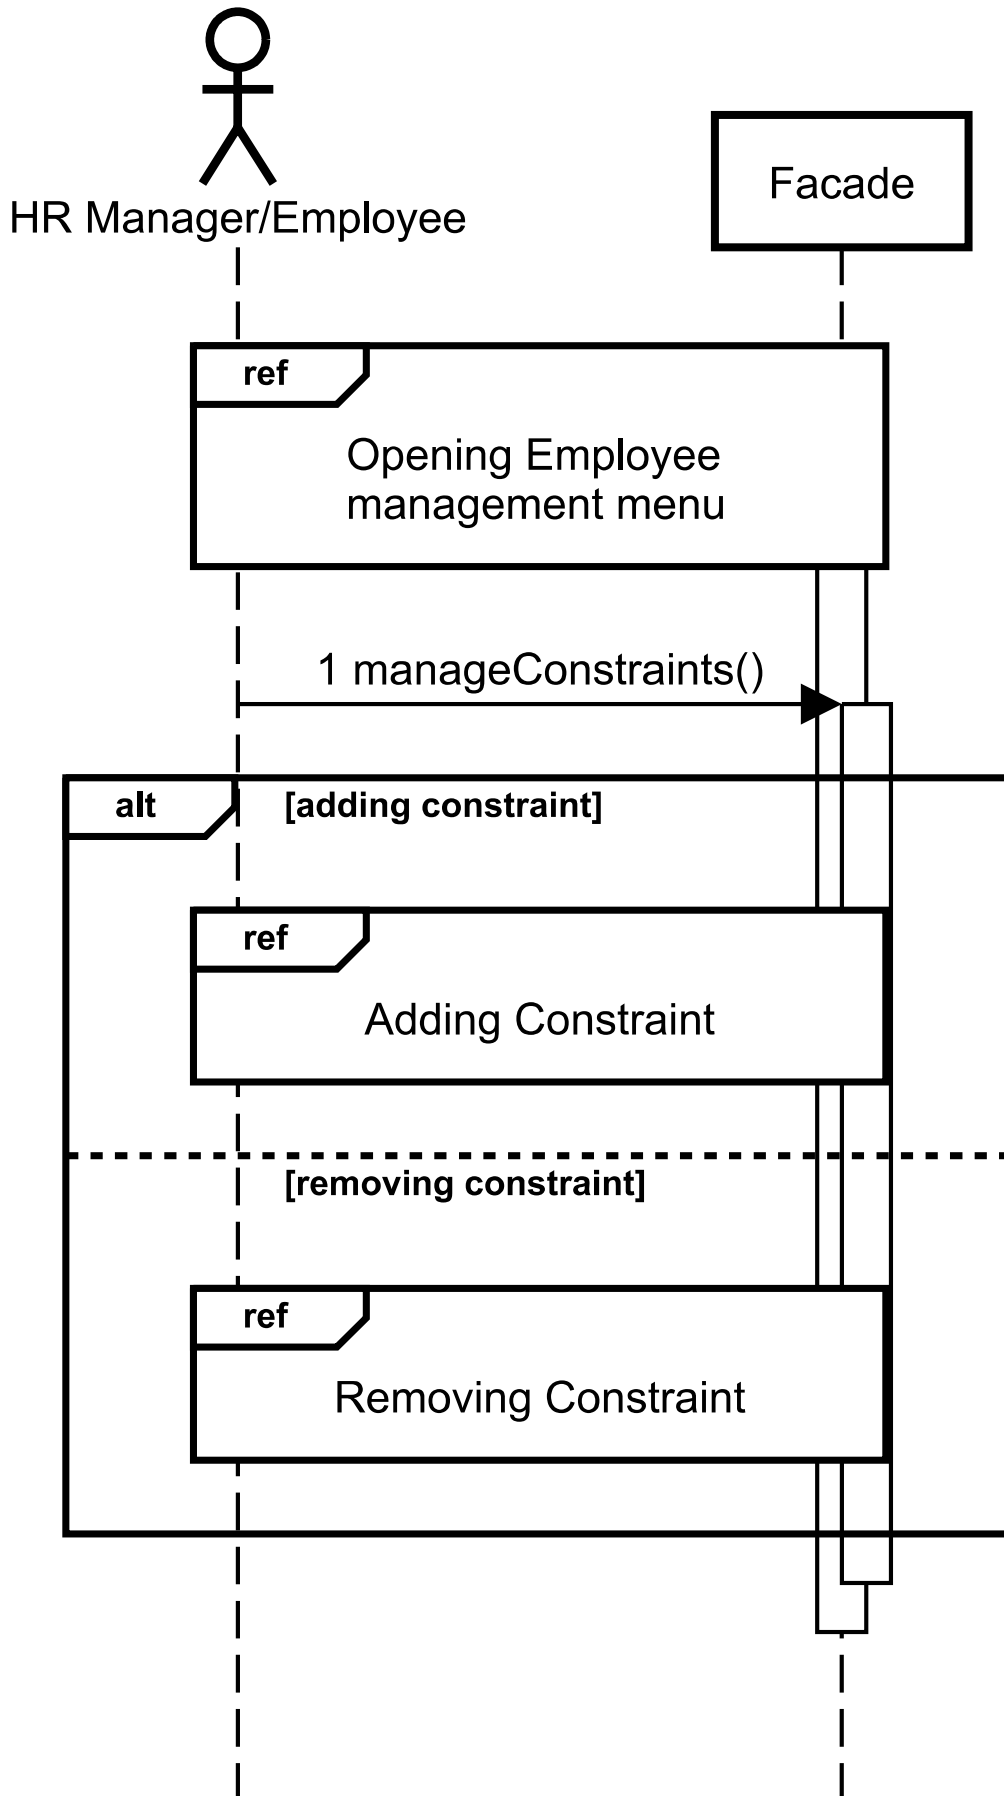 HR Manager/Employee
Facade
ref
Opening Employee
management menu
1 manageConstraints()
alt
[adding constraint]
ref
Adding Constraint
[removing constraint]
ref
Removing Constraint